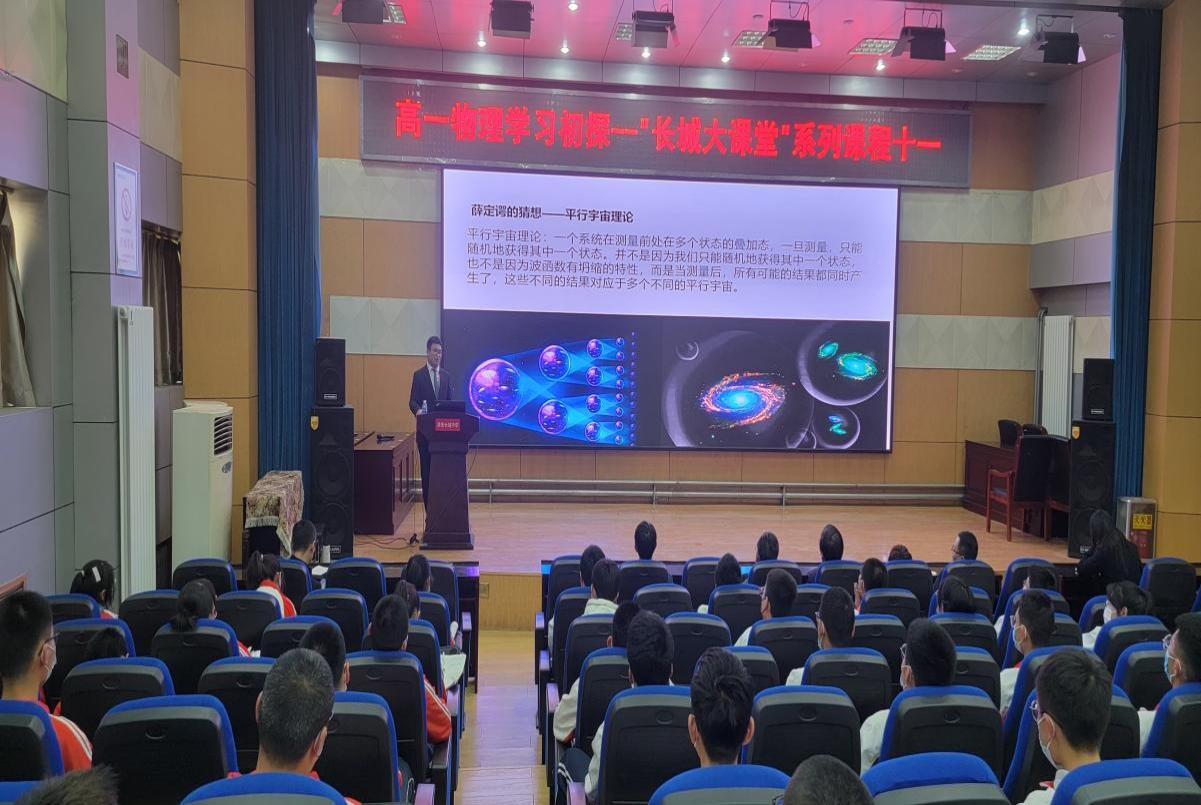 高一物理学习初探—"长城大课堂"系列课程十一
薛定谔的猜想——平行宇宙理论
平行宇宙理论：一个系统在测量前处在多个状态的叠加态，一旦测量，只能
随机地获得其中一个状态。并不是因为我们只能随机地获得其中一个状态，
也不是因为波函数有坍缩的特性，而是当测量后，所有可能的结果都同时产
生了，这些不同的结果对应于多个不同的平行宇宙。